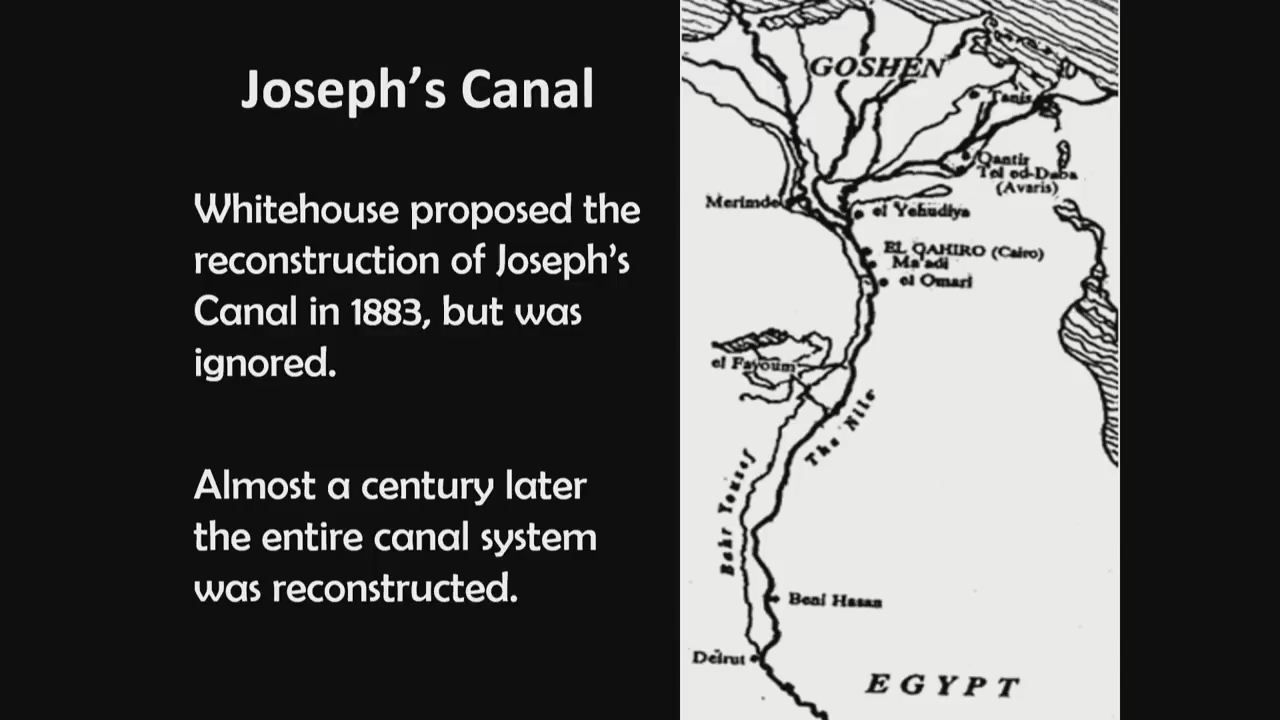 Joseph's Canal
Whitehouse proposed the
reconstruction of Joseph's
Canal in 1883, but was
ignored.
Almost a century later
the entire canal system
was reconstructed.
GOSHEN
Tanis
Qantir
Tel ed-Daba
(Avaris)
Merimde
el Yehudiya
EL QAHIRO (Cairo)
Ma'adi
el Omari
el Fayoum
The Nile
Bahr Yousef
Beni Hasan
Deirut
EGYPT